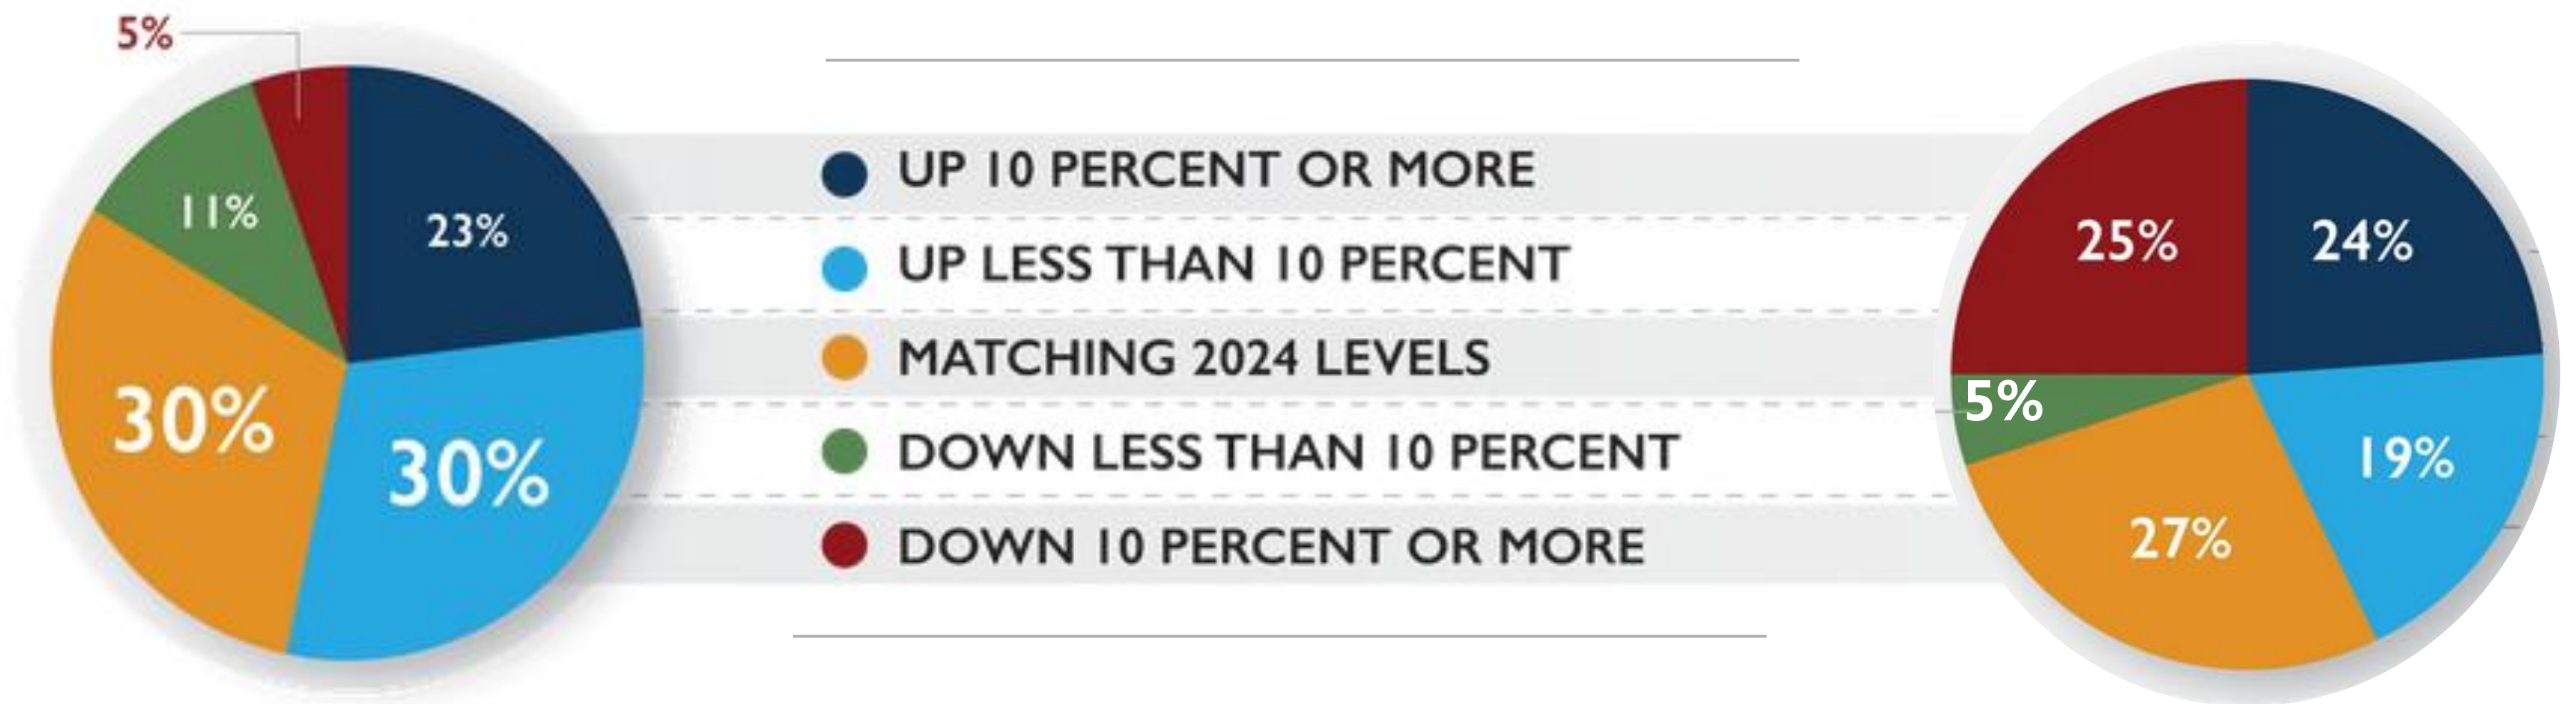 5%
11%
23%
30%
30%
UP 10 PERCENT OR MORE
UP LESS THAN 10 PERCENT
MATCHING 2024 LEVELS
DOWN LESS THAN 10 PERCENT
DOWN 10 PERCENT OR MORE
25%
24%
5%
19%
27%